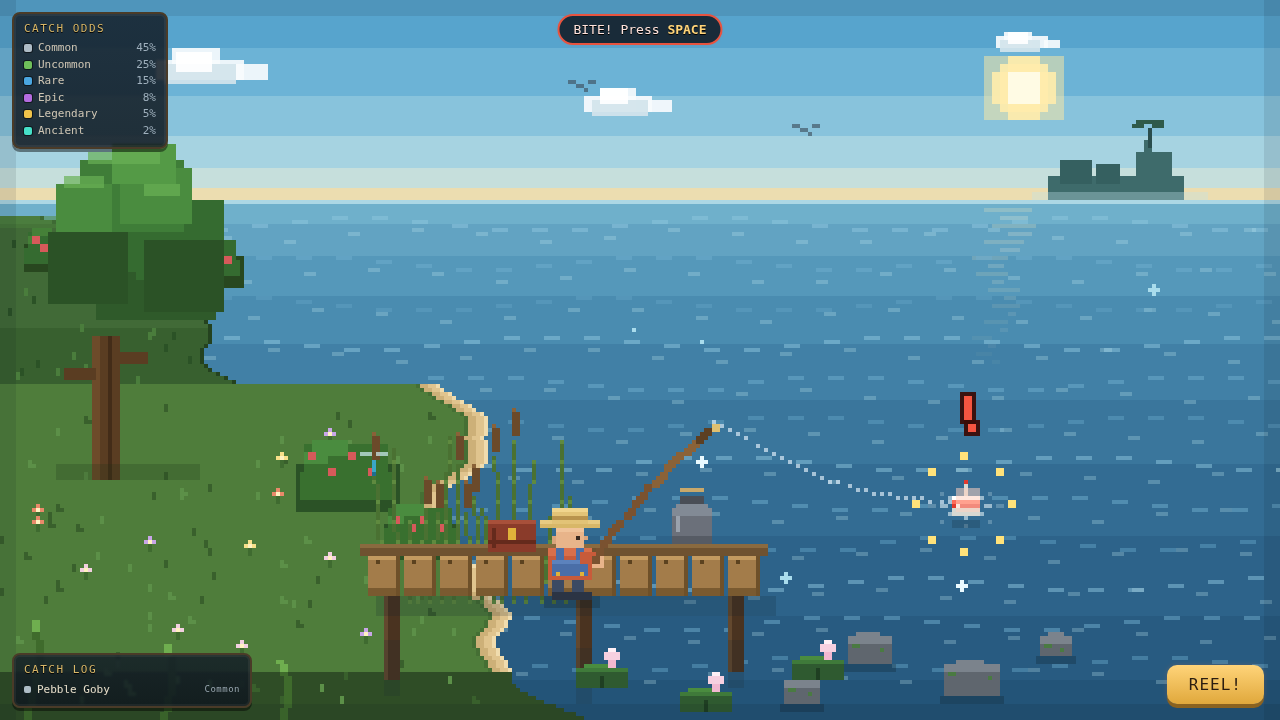 CATCH ODDS
Common 45%
Uncommon 25%
Rare 15%
Epic 8%
Legendary 5%
Ancient 2%
BITE! Press SPACE
CATCH LOG
Pebble Goby Common
REEL!